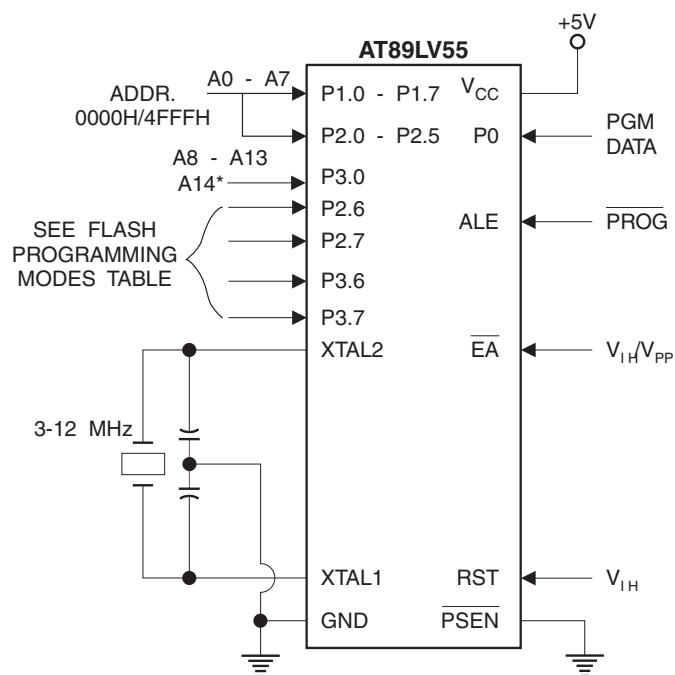 +5V
AT89LV55
A0 - A7
ADDR.
0000H/4FFFH
P1.0 - P1.7
VCC
P2.0 - P2.5
P0
PGM
DATA
A8 - A13
A14*
P3.0
P2.6
SEE FLASH
PROGRAMMING
MODES TABLE
P2.7
ALE
PROG
P3.6
P3.7
XTAL2
EA
VIH/VPP
3-12 MHz
XTAL1
RST
VIH
GND
PSEN